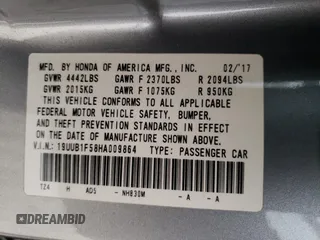 MFD. BY HONDA OF AMERICA MFG., INC. 02/'17
GVWR 4442LBS GAWR F 2370LBS R 2094LBS
GVWR 2015KG GAWR F 1075KG R 950KG
THIS VEHICLE CONFORMS TO ALL APPLICABLE
FEDERAL MOTOR VEHICLE SAFETY, BUMPER,
AND THEFT PREVENTION STANDARDS IN EFFECT
ON THE DATE OF MANUFACTURE SHOWN ABOVE.
V.I.N.: 19UUB1F58HA009864 TYPE: PASSENGER CAR
TZ4 H AD5 - NH830M - A - A
DREAMBID